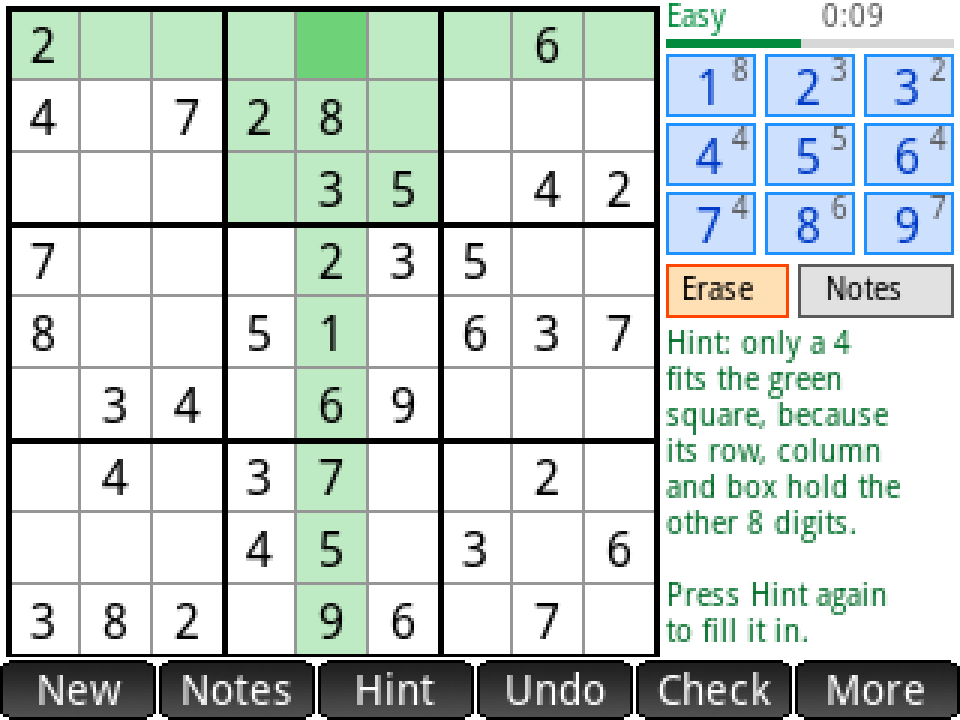 Easy 0:09
2 6
4 7 2 8
3 5 4 2
7 2 3 5
8 5 1 6 3 7
3 4 6 9
4 3 7 2
4 5 3 6
3 8 2 9 6 7
1 8 2 3 3 2
4 4 5 5 6 4
7 4 8 6 9 7
Erase Notes
Hint: only a 4
fits the green
square, because
its row, column
and box hold the
other 8 digits.
Press Hint again
to fill it in.
New Notes Hint Undo Check More